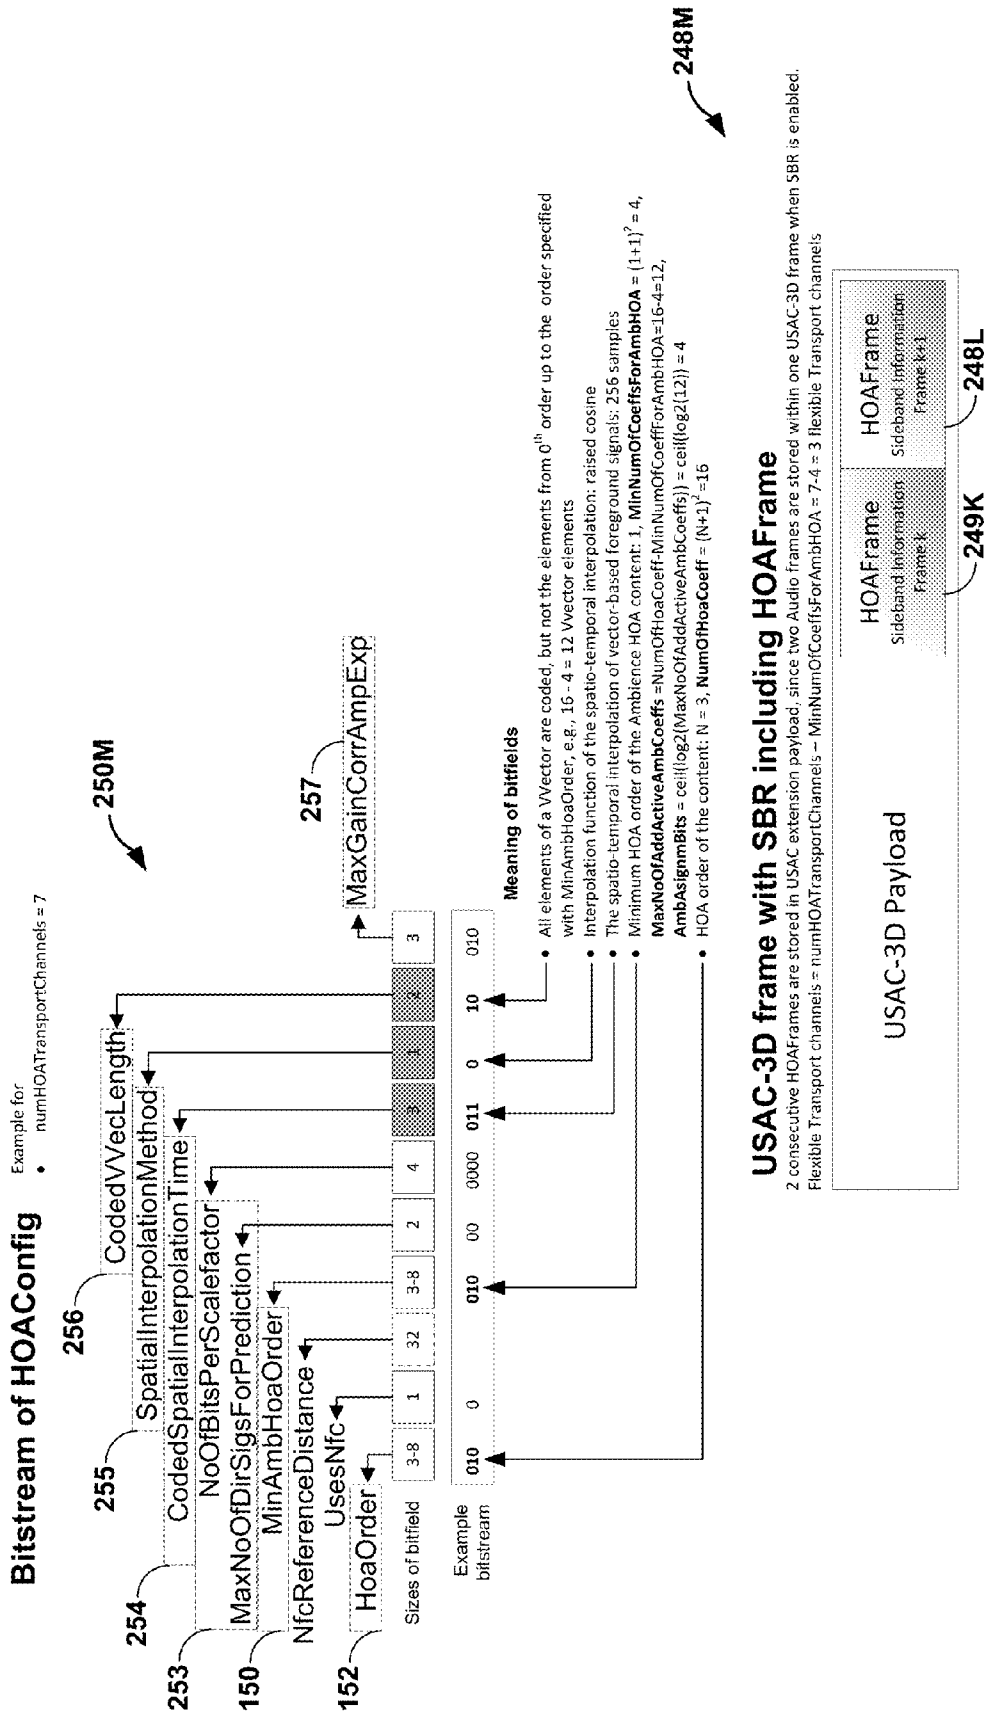 Bitstream of HOAConfig
Example for
• numHOATransportChannels = 7
250M
256
CodedVVecLength
255
SpatialInterpolationMethod
254
CodedSpatialInterpolationTime
NoOfBitsPerScalefactor
253
MaxNoOfDirSigsForPrediction
150
MinAmbHoaOrder
NfcReferenceDistance
UsesNfc
152
HoaOrder
257
MaxGainCorrAmpExp
Sizes of bitfield
3-8 1 32 3-8 2 4 3 1 2 3
Example
bitstream
010 0 010 00 0000 011 0 10 010
Meaning of bitfields
• All elements of a VVector are coded, but not the elements from 0th order up to the order specified
with MinAmbHoaOrder, e.g., 16 - 4 = 12 Vvector elements
• Interpolation function of the spatio-temporal interpolation: raised cosine
• The spatio-temporal interpolation of vector-based foreground signals: 256 samples
• Minimum HOA order of the Ambience HOA content: 1, MinNumOfCoeffsForAmbHOA = (1+1)² = 4,
MaxNoOfAddActiveAmbCoeffs =NumOfHoaCoeff-MinNumOfCoeffForAmbHOA=16-4=12,
AmbAsignmBits = ceil(log2(MaxNoOfAddActiveAmbCoeffs)) = ceil(log2(12)) = 4
• HOA order of the content: N = 3, NumOfHoaCoeff = (N+1)² =16
248M
USAC-3D frame with SBR including HOAFrame
2 consecutive HOAFrames are stored in USAC extension payload, since two Audio frames are stored within one USAC-3D frame when SBR is enabled.
Flexible Transport channels = numHOATransportChannels – MinNumOfCoeffsForAmbHOA = 7-4 = 3 flexible Transport channels
USAC-3D Payload
HOAFrame
Sideband Information
Frame k
HOAFrame
Sideband Information
Frame k+1
249K
248L